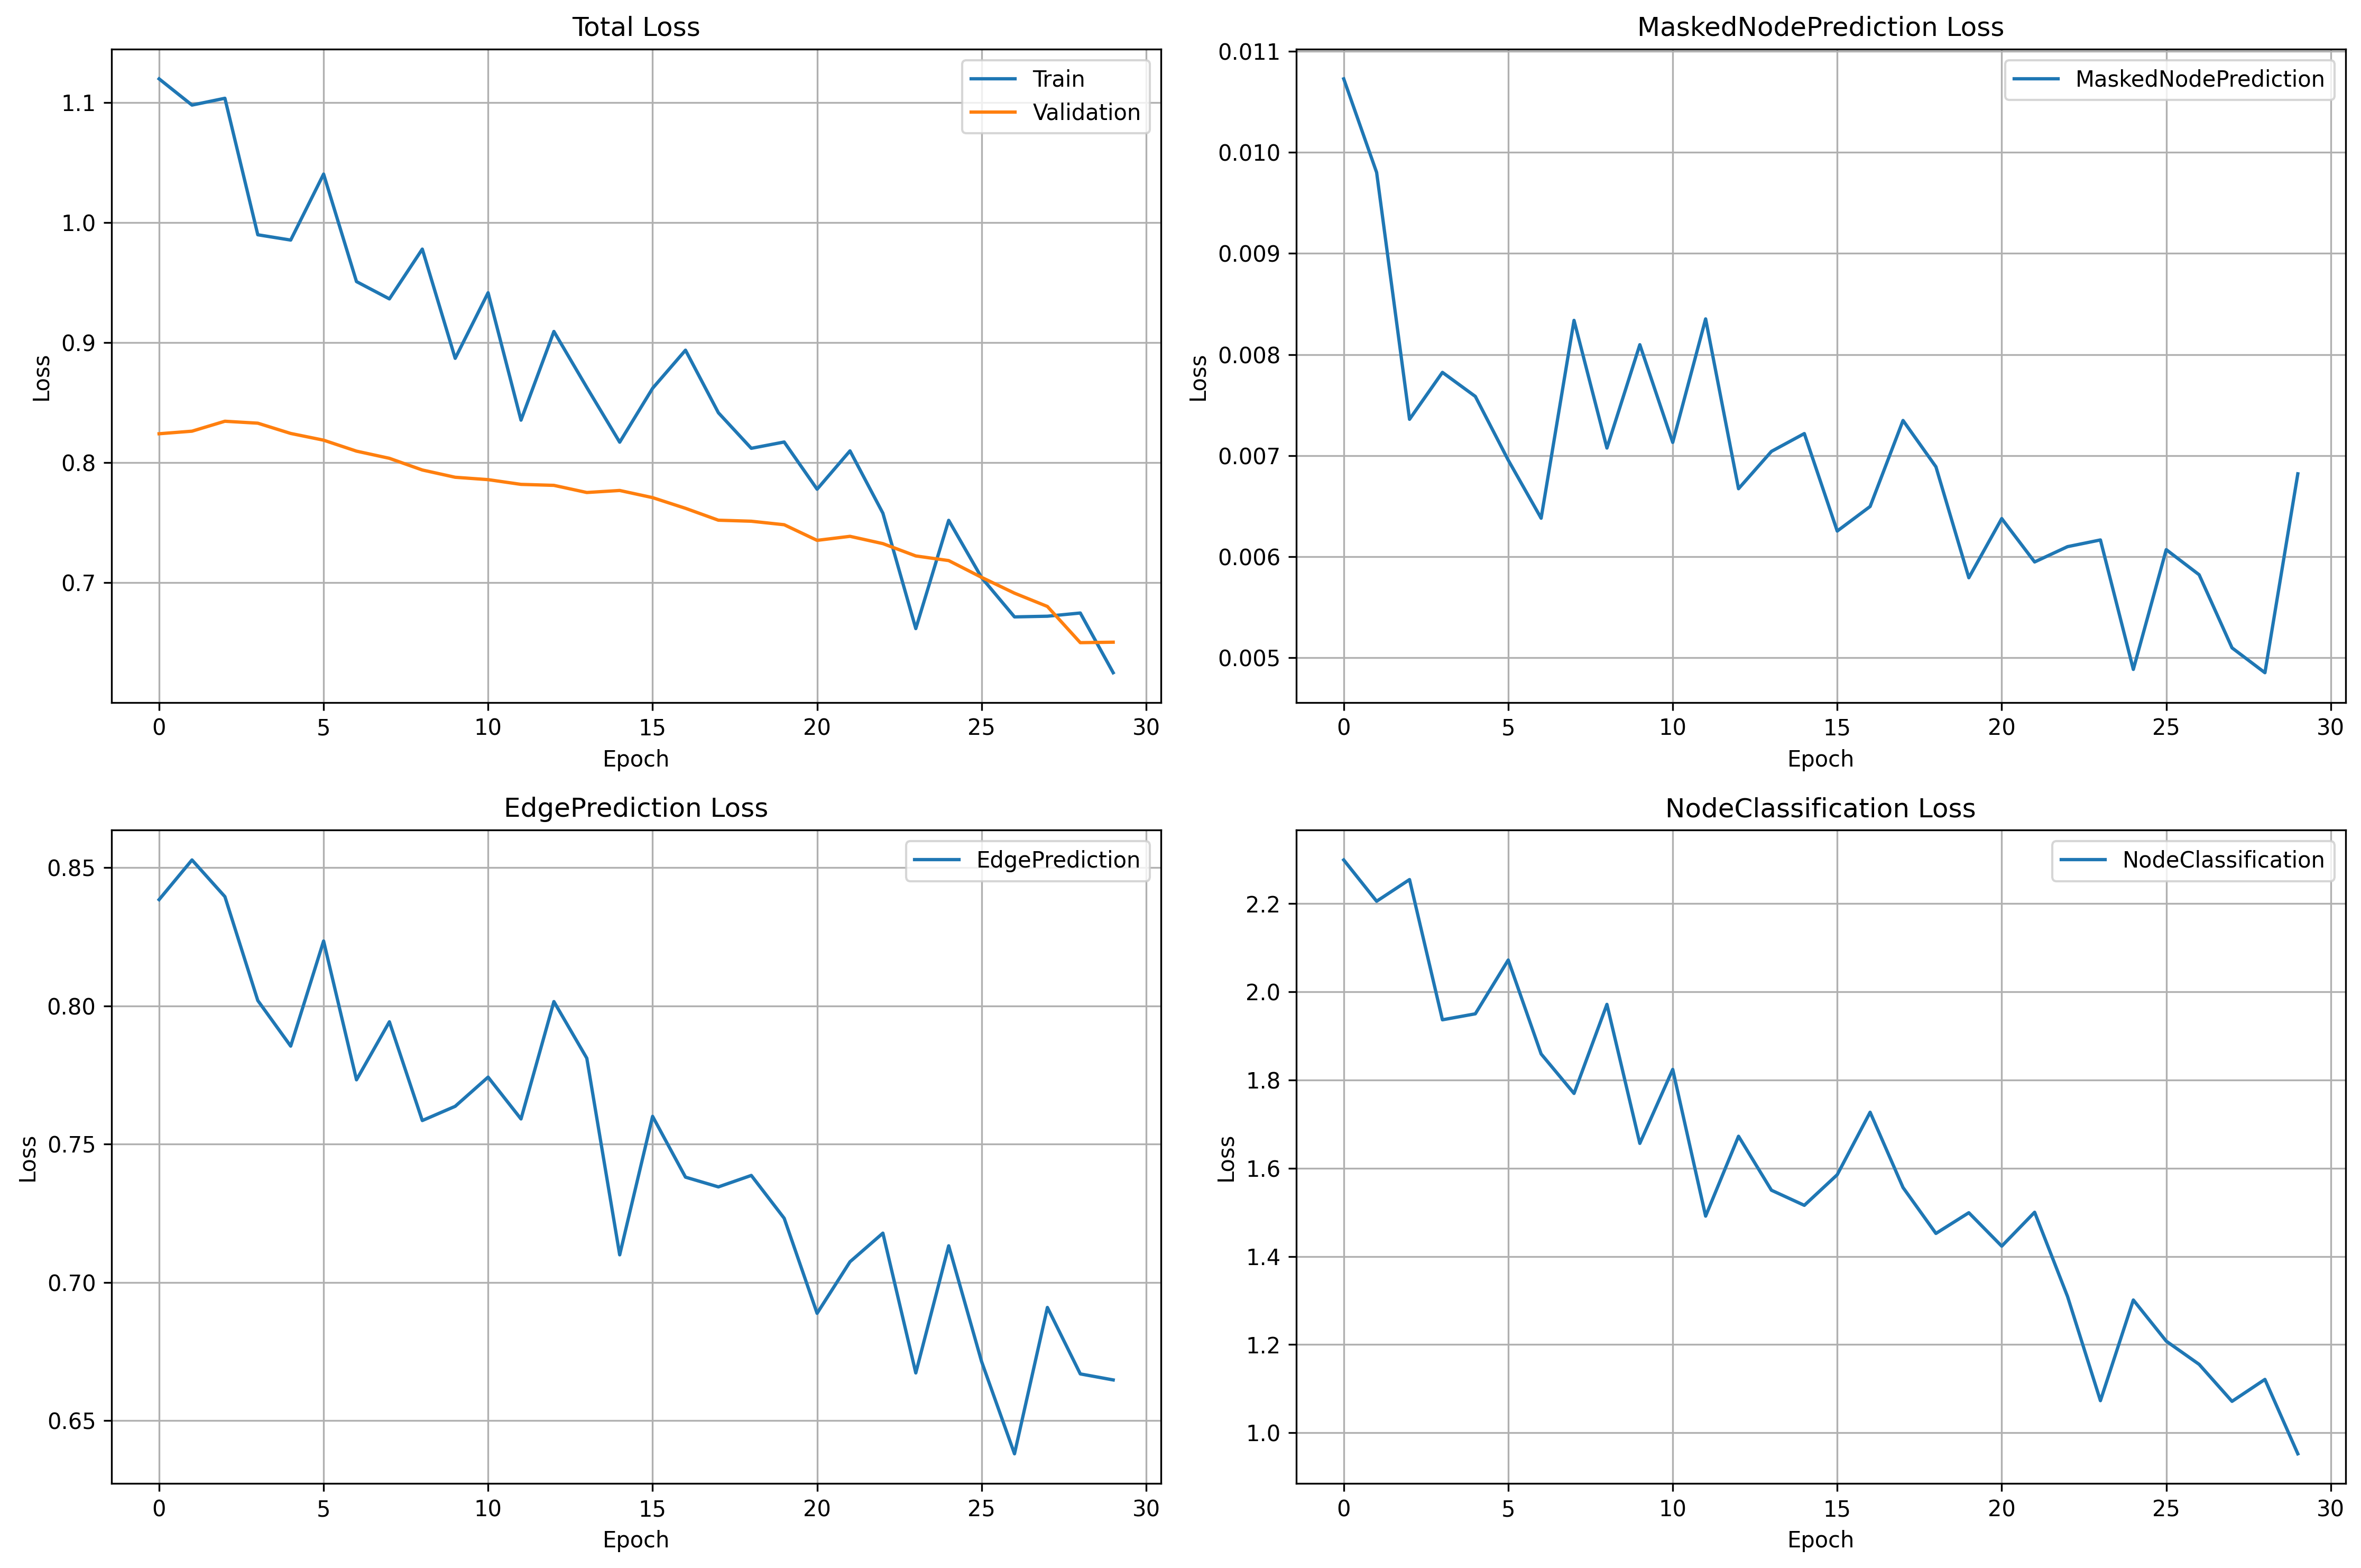 Total Loss
Train
Validation
1.1
1.0
0.9
0.8
0.7
Loss
0 5 10 15 20 25 30
Epoch
MaskedNodePrediction Loss
MaskedNodePrediction
0.011
0.010
0.009
0.008
0.007
0.006
0.005
Loss
0 5 10 15 20 25 30
Epoch
EdgePrediction Loss
EdgePrediction
0.85
0.80
0.75
0.70
0.65
Loss
0 5 10 15 20 25 30
Epoch
NodeClassification Loss
NodeClassification
2.2
2.0
1.8
1.6
1.4
1.2
1.0
Loss
0 5 10 15 20 25 30
Epoch